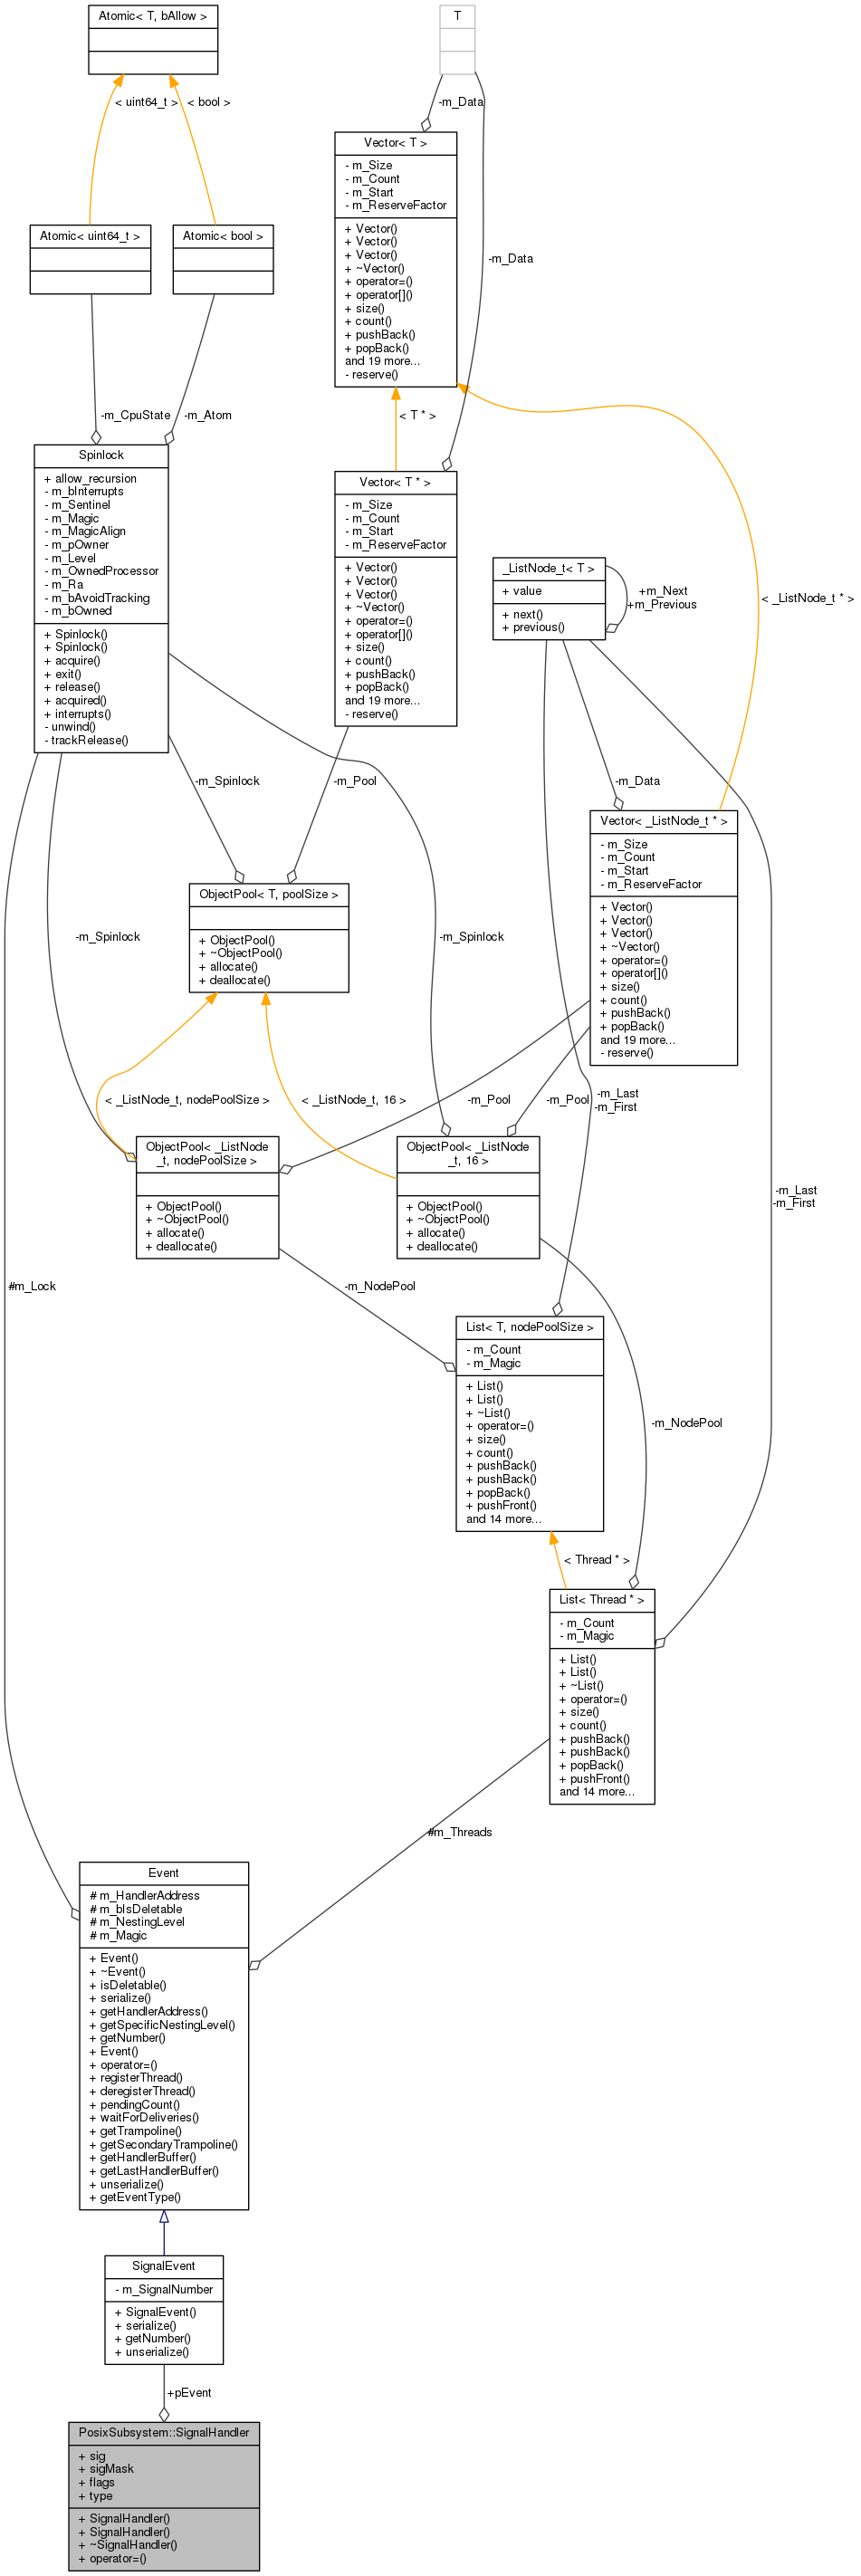 Atomic< T, bAllow >
T
< uint64_t >
< bool >
-m_Data
Vector< T >
- m_Size
- m_Count
- m_Start
- m_ReserveFactor
+ Vector()
+ Vector()
+ Vector()
+ ~Vector()
+ operator=()
+ operator[]()
+ size()
+ count()
+ pushBack()
+ popBack()
and 19 more...
- reserve()
Atomic< uint64_t >
Atomic< bool >
-m_Data
-m_CpuState
-m_Atom
< T * >
Spinlock
+ allow_recursion
- m_bInterrupts
- m_Sentinel
- m_Magic
- m_MagicAlign
- m_pOwner
- m_Level
- m_OwnedProcessor
- m_Ra
- m_bAvoidTracking
- m_bOwned
+ Spinlock()
+ Spinlock()
+ acquire()
+ exit()
+ release()
+ acquired()
+ interrupts()
- unwind()
- trackRelease()
Vector< T * >
- m_Size
- m_Count
- m_Start
- m_ReserveFactor
+ Vector()
+ Vector()
+ Vector()
+ ~Vector()
+ operator=()
+ operator[]()
+ size()
+ count()
+ pushBack()
+ popBack()
and 19 more...
- reserve()
_ListNode_t< T >
+ value
+ next()
+ previous()
+m_Next
+m_Previous
< _ListNode_t * >
-m_Spinlock
-m_Pool
-m_Data
Vector< _ListNode_t * >
- m_Size
- m_Count
- m_Start
- m_ReserveFactor
+ Vector()
+ Vector()
+ Vector()
+ ~Vector()
+ operator=()
+ operator[]()
+ size()
+ count()
+ pushBack()
+ popBack()
and 19 more...
- reserve()
ObjectPool< T, poolSize >
+ ObjectPool()
+ ~ObjectPool()
+ allocate()
+ deallocate()
-m_Spinlock
-m_Spinlock
< _ListNode_t, nodePoolSize >
< _ListNode_t, 16 >
-m_Pool
-m_Pool
-m_Last
-m_First
ObjectPool< _ListNode
_t, nodePoolSize >
+ ObjectPool()
+ ~ObjectPool()
+ allocate()
+ deallocate()
ObjectPool< _ListNode
_t, 16 >
+ ObjectPool()
+ ~ObjectPool()
+ allocate()
+ deallocate()
-m_Last
-m_First
#m_Lock
-m_NodePool
List< T, nodePoolSize >
- m_Count
- m_Magic
+ List()
+ List()
+ ~List()
+ operator=()
+ size()
+ count()
+ pushBack()
+ pushBack()
+ popBack()
+ pushFront()
and 14 more...
-m_NodePool
< Thread * >
List< Thread * >
- m_Count
- m_Magic
+ List()
+ List()
+ ~List()
+ operator=()
+ size()
+ count()
+ pushBack()
+ pushBack()
+ popBack()
+ pushFront()
and 14 more...
#m_Threads
Event
# m_HandlerAddress
# m_bIsDeletable
# m_NestingLevel
# m_Magic
+ Event()
+ ~Event()
+ isDeletable()
+ serialize()
+ getHandlerAddress()
+ getSpecificNestingLevel()
+ getNumber()
+ Event()
+ operator=()
+ registerThread()
+ deregisterThread()
+ pendingCount()
+ waitForDeliveries()
+ getTrampoline()
+ getSecondaryTrampoline()
+ getHandlerBuffer()
+ getLastHandlerBuffer()
+ unserialize()
+ getEventType()
SignalEvent
- m_SignalNumber
+ SignalEvent()
+ serialize()
+ getNumber()
+ unserialize()
+pEvent
PosixSubsystem::SignalHandler
+ sig
+ sigMask
+ flags
+ type
+ SignalHandler()
+ SignalHandler()
+ ~SignalHandler()
+ operator=()